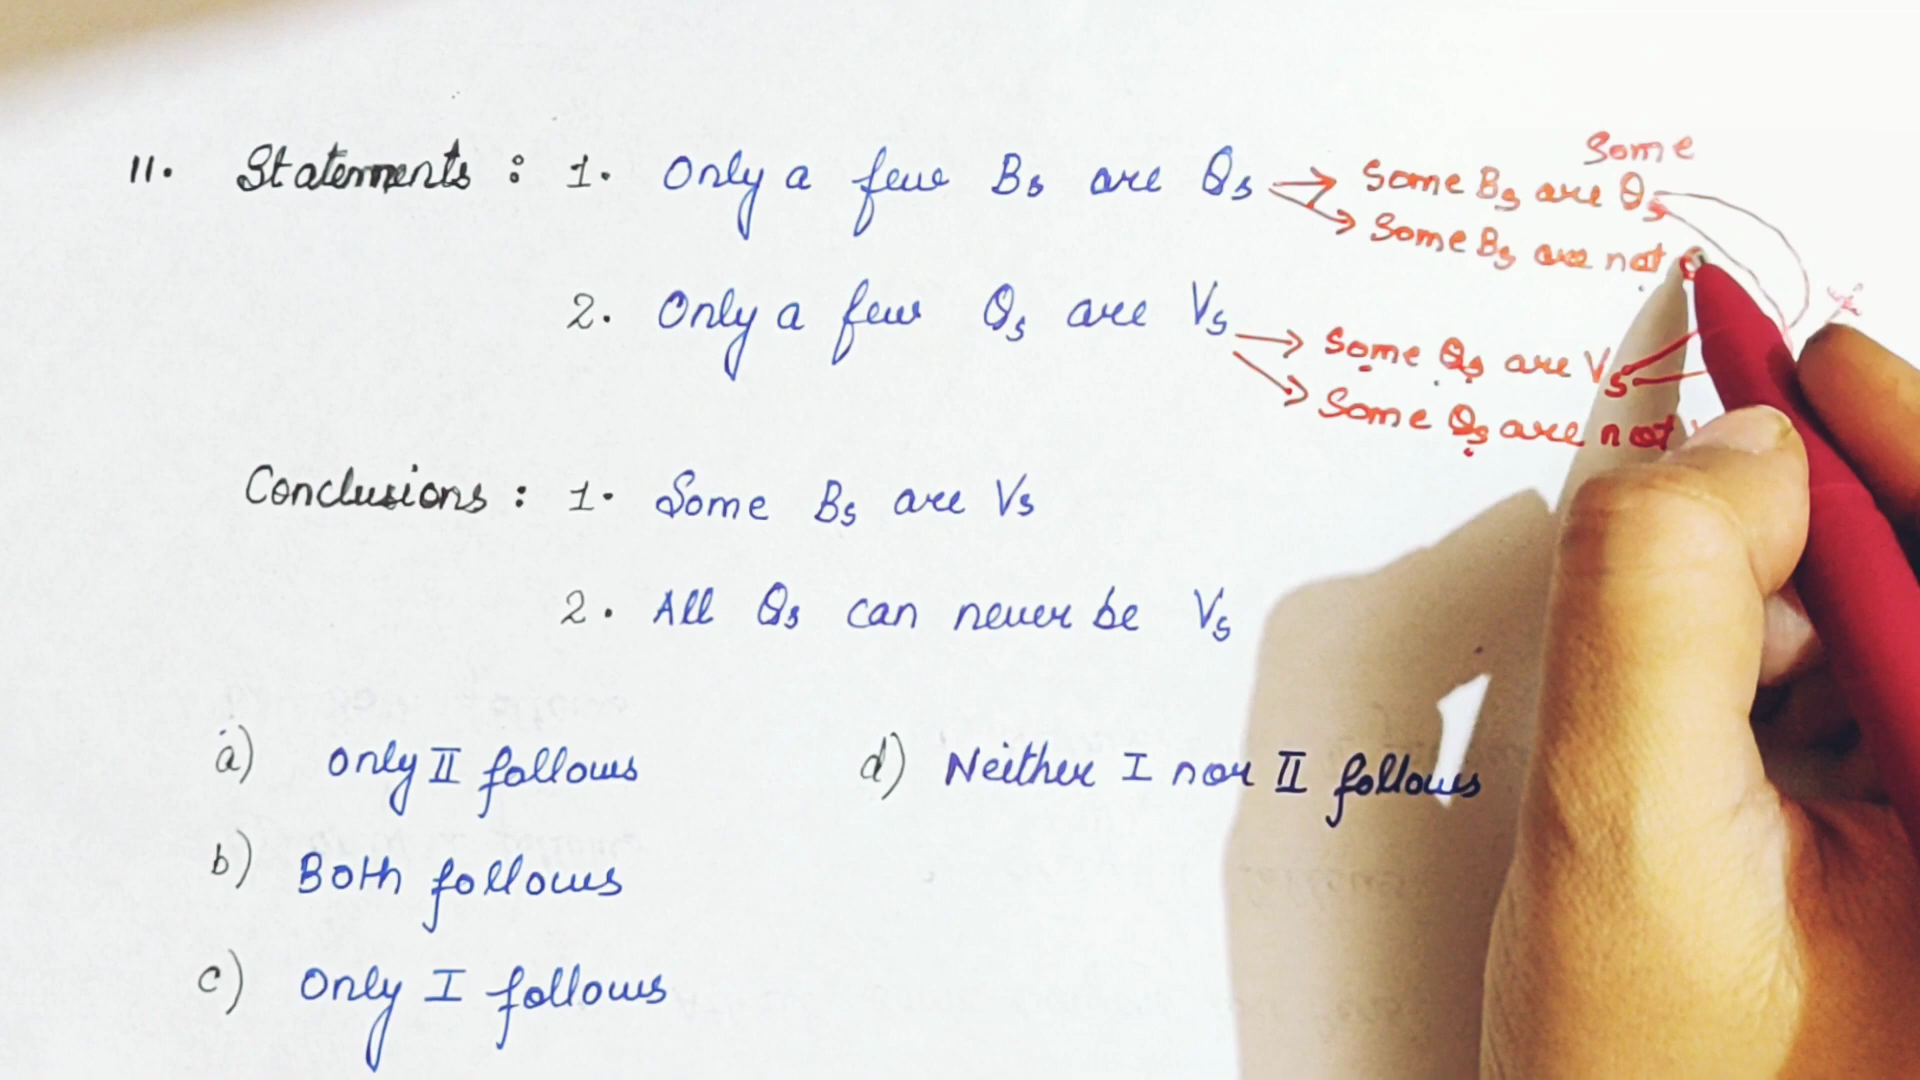 11. Statements : 1. Only a few Bs are Qs → Some Bs are Qs
Some
→ Some Bs are not
2. Only a few Qs are Vs → Some Qs are Vs
→ Some Qs are not
Conclusions : 1. Some Bs are Vs
2. All Qs can never be Vs
a) Only II follows
d) Neither I nor II follows
b) Both follows
c) Only I follows